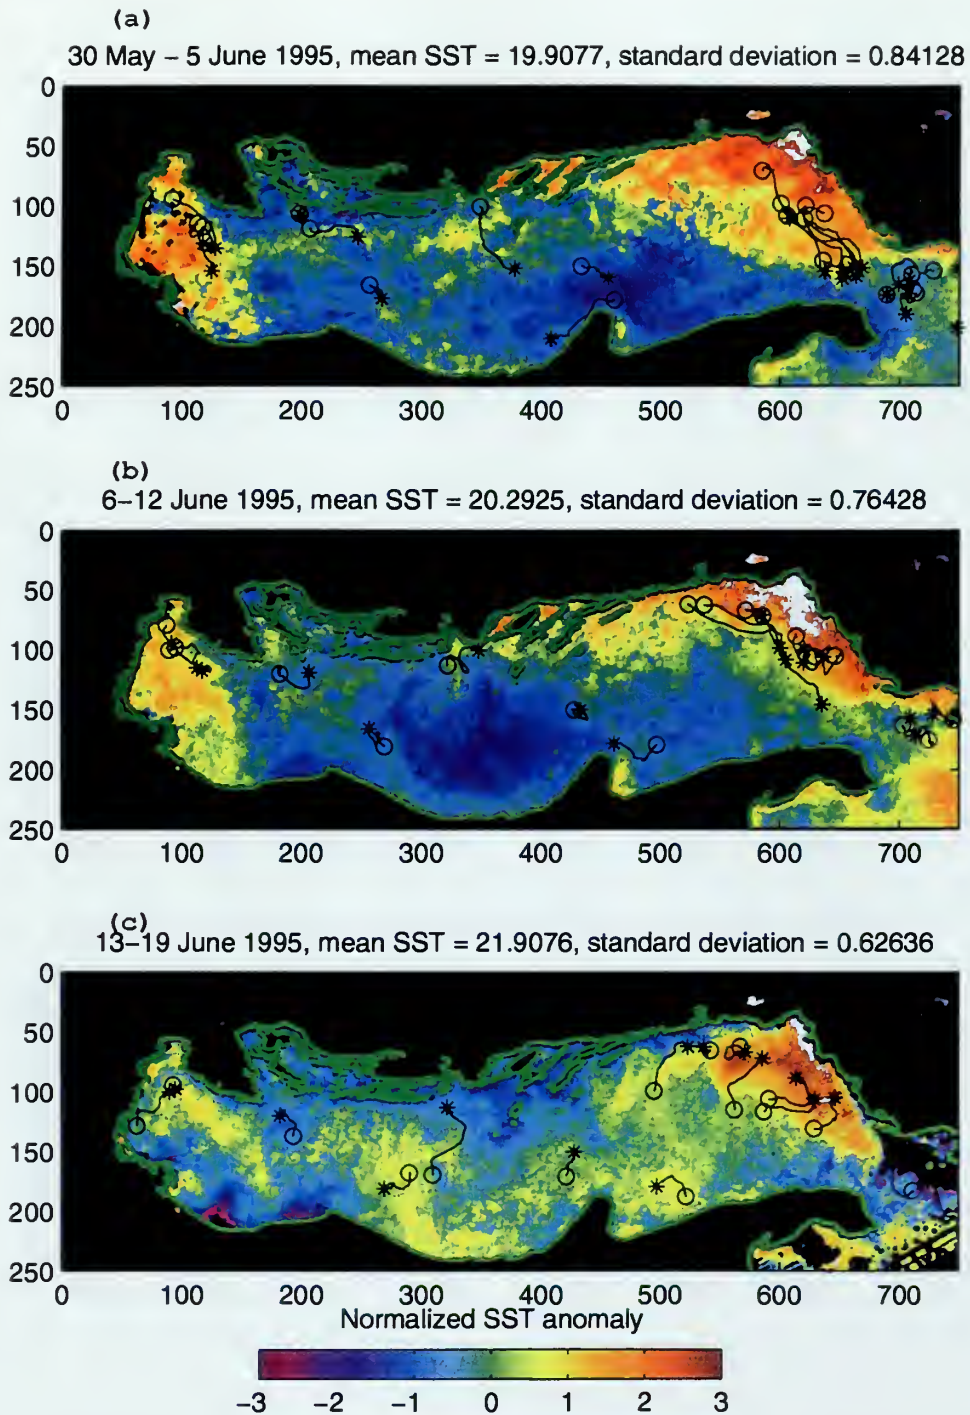 (a)
30 May – 5 June 1995, mean SST = 19.9077, standard deviation = 0.84128
0
50
100
150
200
250
0 100 200 300 400 500 600 700
(b)
6–12 June 1995, mean SST = 20.2925, standard deviation = 0.76428
0
50
100
150
200
250
0 100 200 300 400 500 600 700
(c)
13–19 June 1995, mean SST = 21.9076, standard deviation = 0.62636
0
50
100
150
200
250
0 100 200 300 400 500 600 700
Normalized SST anomaly
−3 −2 −1 0 1 2 3